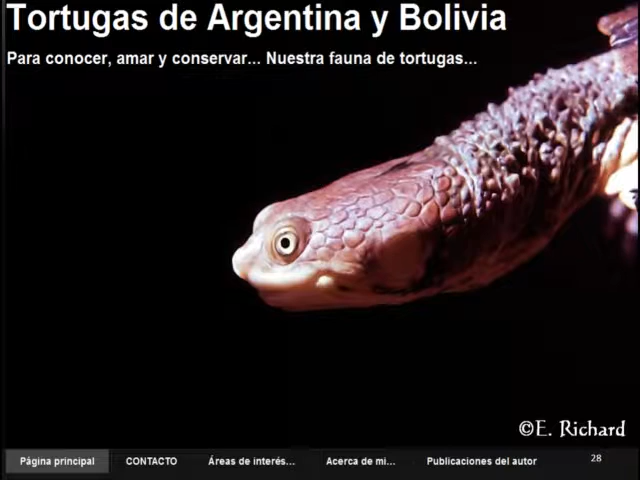 Tortugas de Argentina y Bolivia
Para conocer, amar y conservar... Nuestra fauna de tortugas...
©E. Richard
Página principal CONTACTO Áreas de interés... Acerca de mi... Publicaciones del autor 28